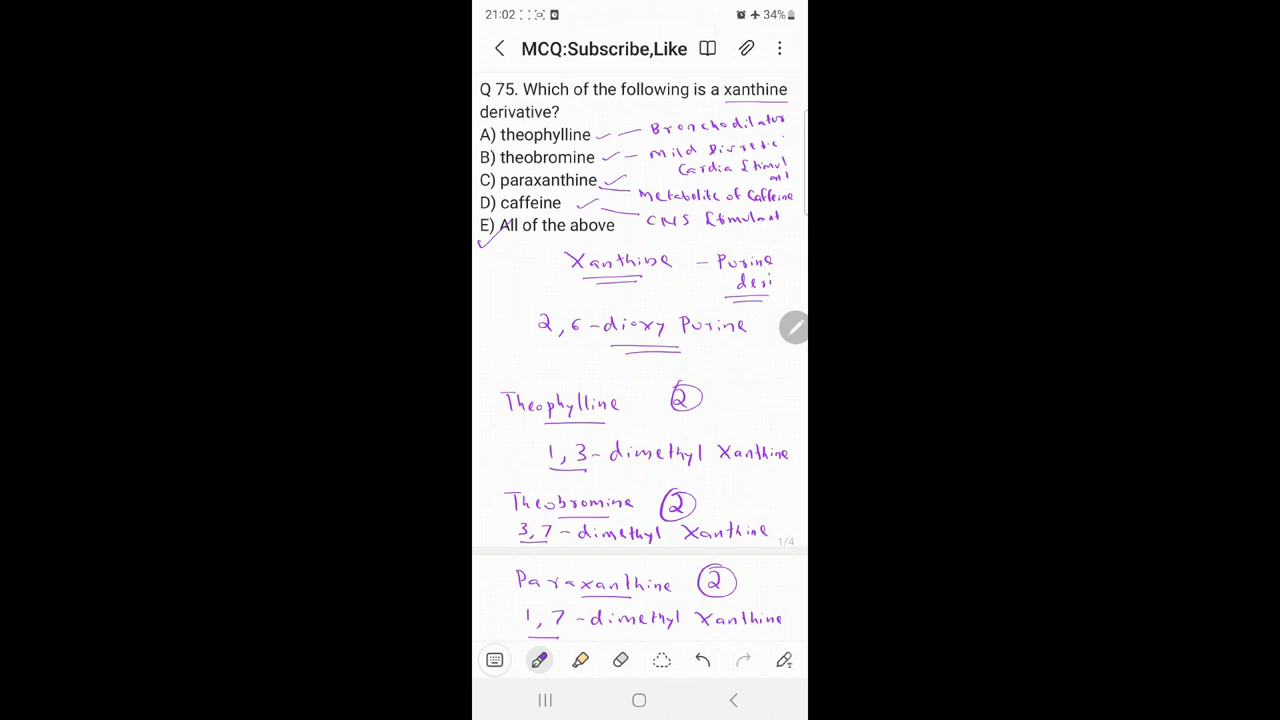 21:02 34%
MCQ:Subscribe,Like
Q 75. Which of the following is a xanthine
derivative?
A) theophylline - Bronchodilator
B) theobromine - Mild Diuretic
Cardia Stimul
ant
C) paraxanthine Metabolite of Caffeine
D) caffeine CNS Stimulant
E) All of the above
Xanthine - Purine
deri
2,6-dioxy Purine
Theophylline 2
1,3-dimethyl Xanthine
Theobromine 2
3,7-dimethyl Xanthine
1/4
Paraxanthine 2
1,7-dimethyl Xanthine